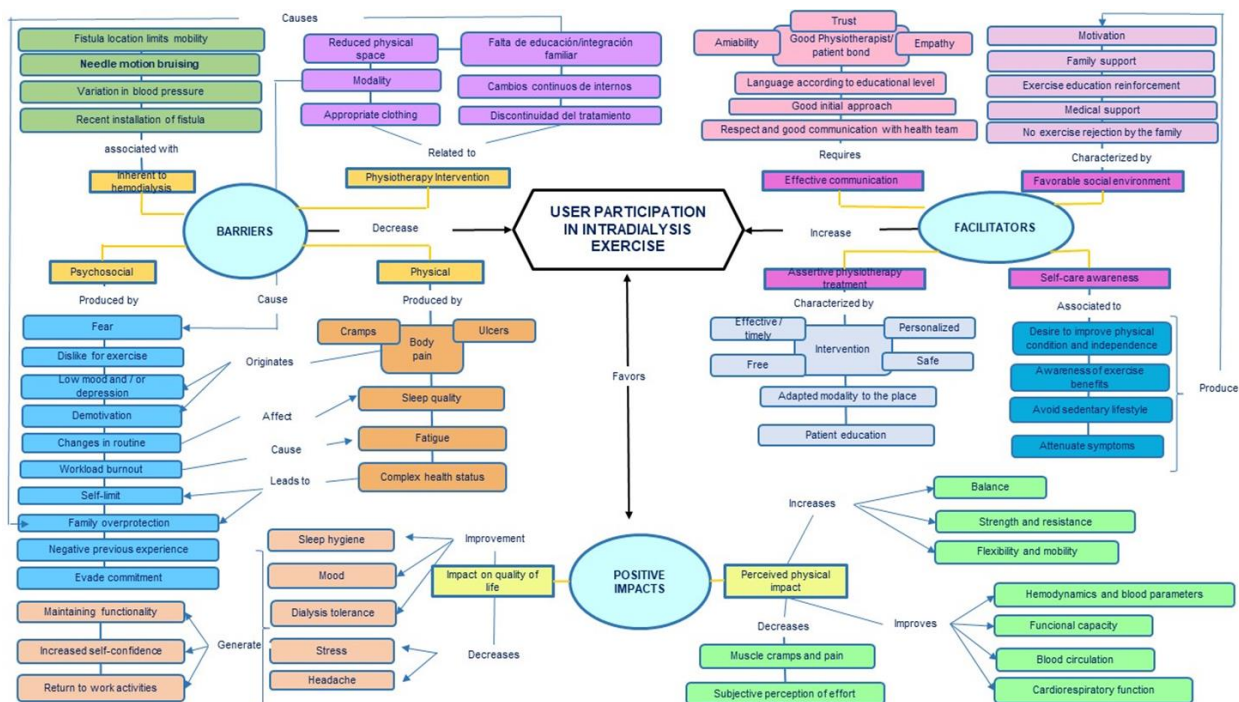 Causes
Fistula location limits mobility
Needle motion bruising
Variation in blood pressure
Recent installation of fistula
associated with
Inherent to
hemodialysis
Reduced physical
space
Modality
Appropriate clothing
Falta de educación/integración
familiar
Cambios continuos de internos
Discontinuidad del tratamiento
Related to
Physiotherapy Intervention
Trust
Amiability
Good Physiotherapist/
patient bond
Empathy
Language according to educational level
Good initial approach
Respect and good communication with health team
Requires
Effective communication
Motivation
Family support
Exercise education reinforcement
Medical support
No exercise rejection by the family
Characterized by
Favorable social environment
BARRIERS
Decrease
USER PARTICIPATION
IN INTRADIALYSIS
EXERCISE
Increase
FACILITATORS
Psychosocial
Produced by
Cause
Fear
Dislike for exercise
Low mood and / or
depression
Demotivation
Changes in routine
Workload burnout
Self-limit
Family overprotection
Negative previous experience
Evade commitment
Physical
Produced by
Cramps
Ulcers
Body
pain
Originates
Affect
Sleep quality
Cause
Fatigue
Leads to
Complex health status
Favors
Assertive physiotherapy
treatment
Characterized by
Effective /
timely
Personalized
Intervention
Free
Safe
Adapted modality to the place
Patient education
Self-care awareness
Associated to
Desire to improve physical
condition and independence
Awareness of exercise
benefits
Avoid sedentary lifestyle
Attenuate symptoms
Produce
POSITIVE
IMPACTS
Impact on quality of
life
Improvement
Sleep hygiene
Mood
Dialysis tolerance
Decreases
Stress
Headache
Generate
Maintaining functionality
Increased self-confidence
Return to work activities
Perceived physical
impact
Increases
Balance
Strength and resistance
Flexibility and mobility
Decreases
Muscle cramps and pain
Subjective perception of effort
Improves
Hemodynamics and blood parameters
Funcional capacity
Blood circulation
Cardiorespiratory function